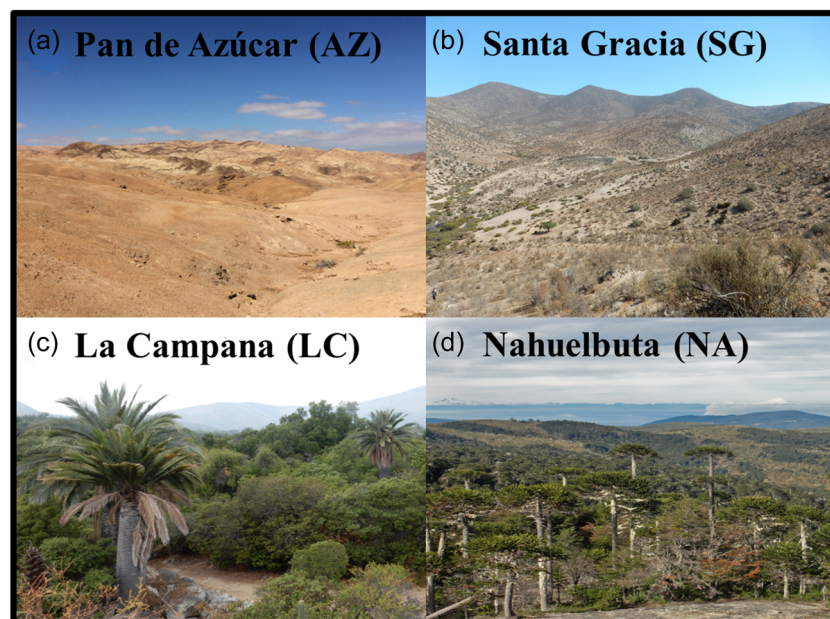 (a) Pan de Azúcar (AZ)
(b) Santa Gracia (SG)
(c) La Campana (LC)
(d) Nahuelbuta (NA)